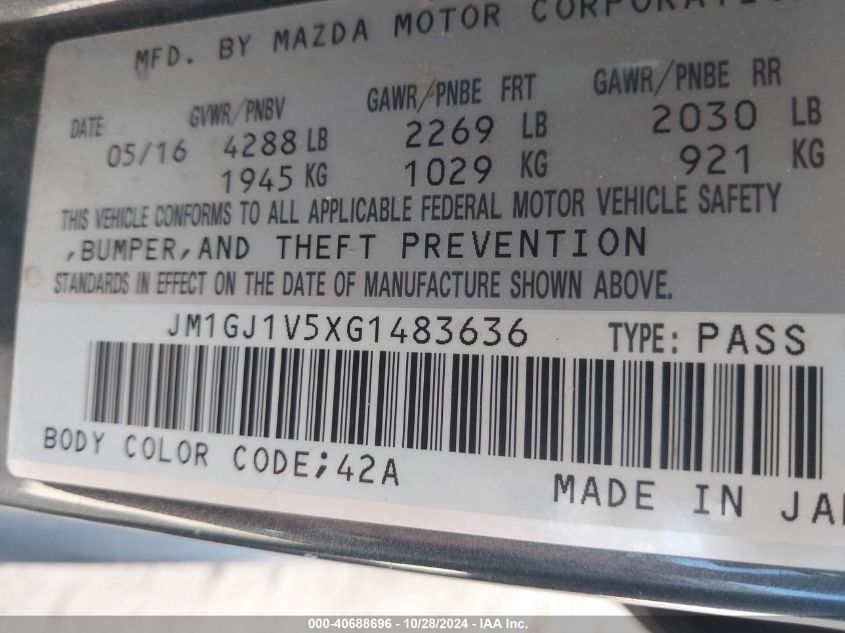 MFD. BY MAZDA MOTOR CORPORATIO
DATE GVWR/PNBV GAWR/PNBE FRT GAWR/PNBE RR
05/16 4288 LB 2269 LB 2030 LB
1945 KG 1029 KG 921 KG
THIS VEHICLE CONFORMS TO ALL APPLICABLE FEDERAL MOTOR VEHICLE SAFETY
,BUMPER,AND THEFT PREVENTION
STANDARDS IN EFFECT ON THE DATE OF MANUFACTURE SHOWN ABOVE.
JM1GJ1V5XG1483636 TYPE: PASS
BODY COLOR CODE;42A
MADE IN JAP
000-40688696 - 10/28/2024 - IAA Inc.